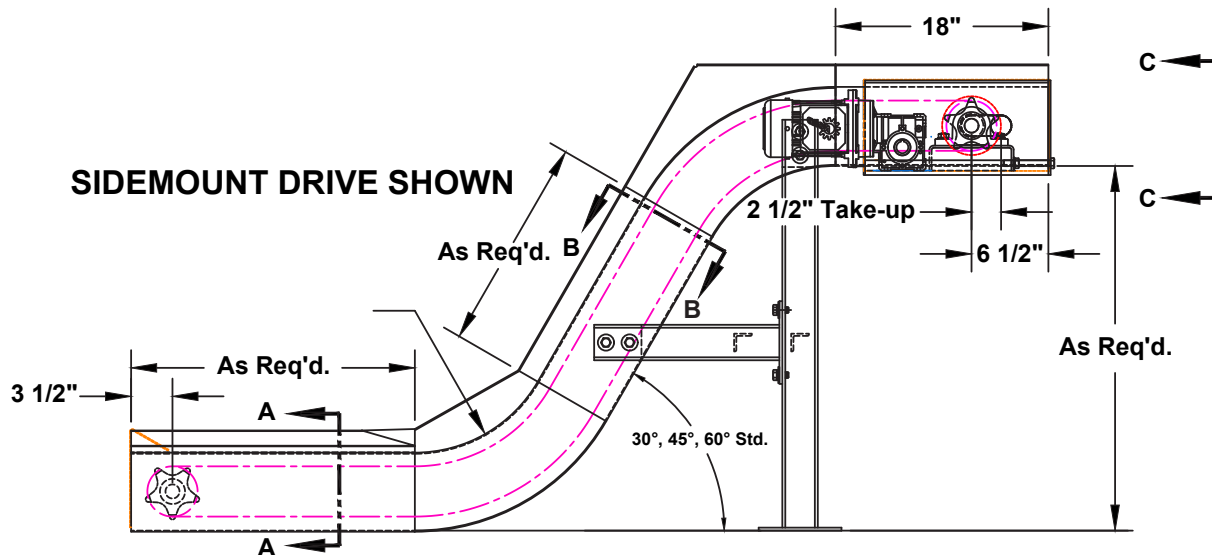 18"
C
SIDEMOUNT DRIVE SHOWN
2 1/2" Take-up
C
As Req'd.
B
6 1/2"
B
As Req'd.
As Req'd.
3 1/2"
A
30°, 45°, 60° Std.
A